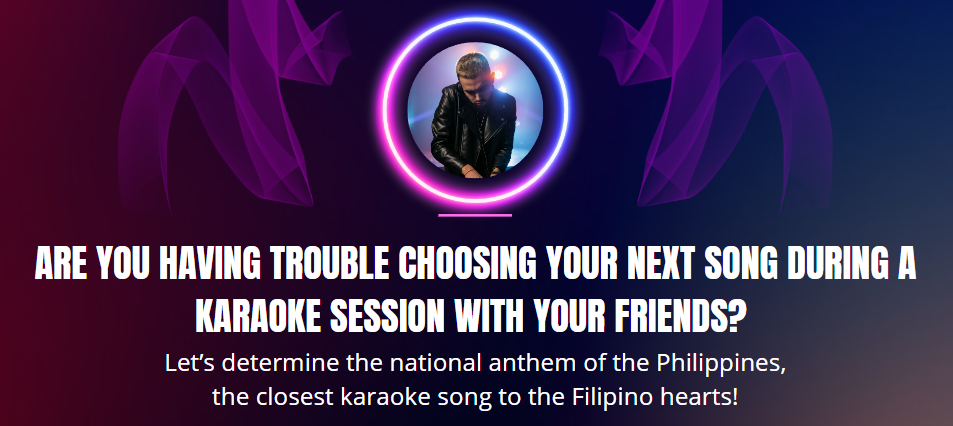 ARE YOU HAVING TROUBLE CHOOSING YOUR NEXT SONG DURING A
KARAOKE SESSION WITH YOUR FRIENDS?
Let’s determine the national anthem of the Philippines,
the closest karaoke song to the Filipino hearts!